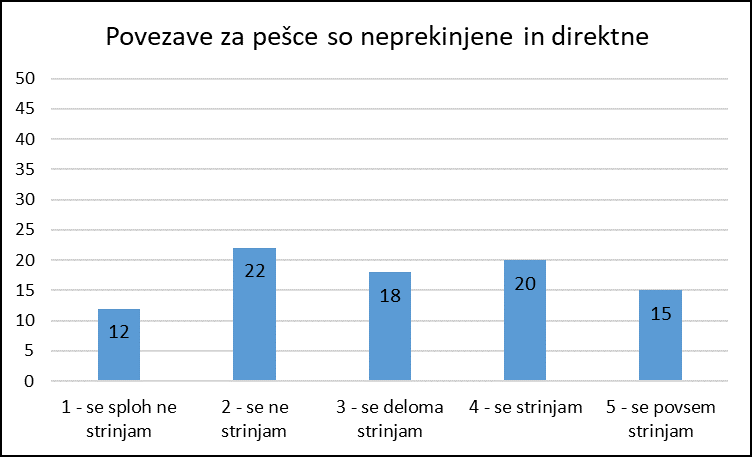 Povezave za pešce so neprekinjene in direktne
50
45
40
35
30
25
20
15
10
5
0
12
22
18
20
15
1 - se sploh ne
strinjam
2 - se ne
strinjam
3 - se deloma
strinjam
4 - se strinjam
5 - se povsem
strinjam